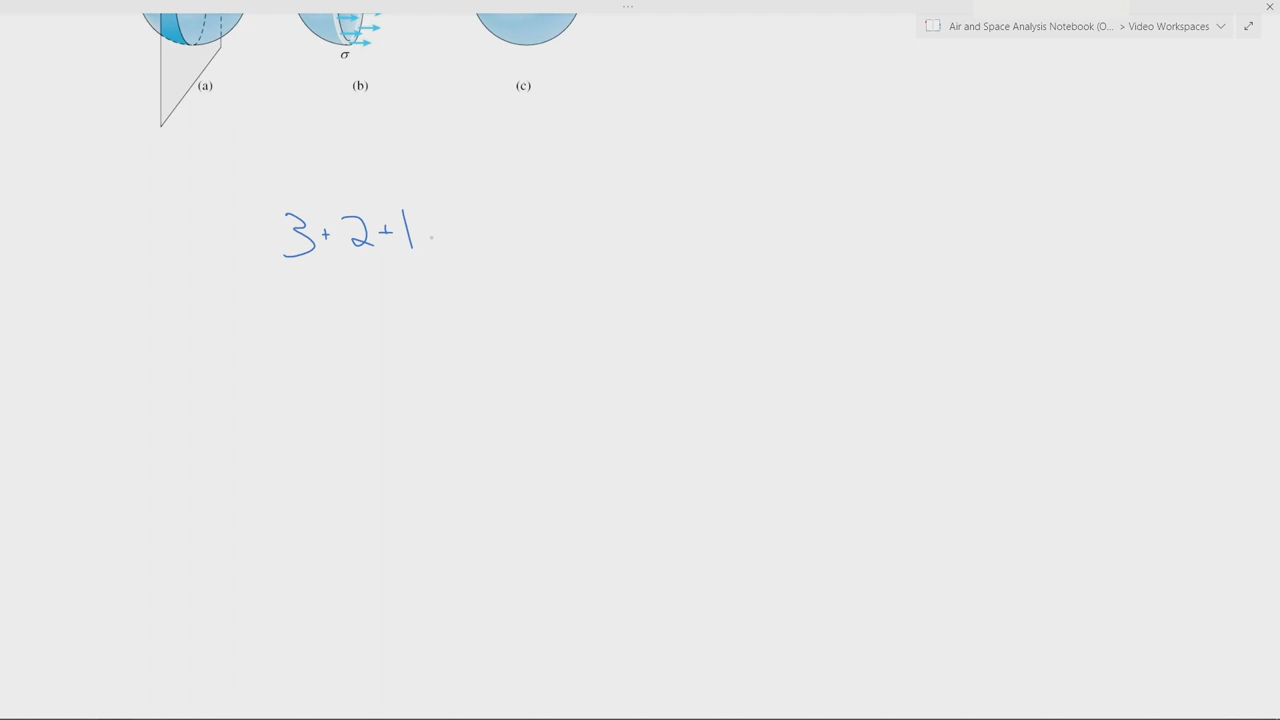 ...
Air and Space Analysis Notebook (O... > Video Workspaces
σ
(a)
(b)
(c)
3+2+1